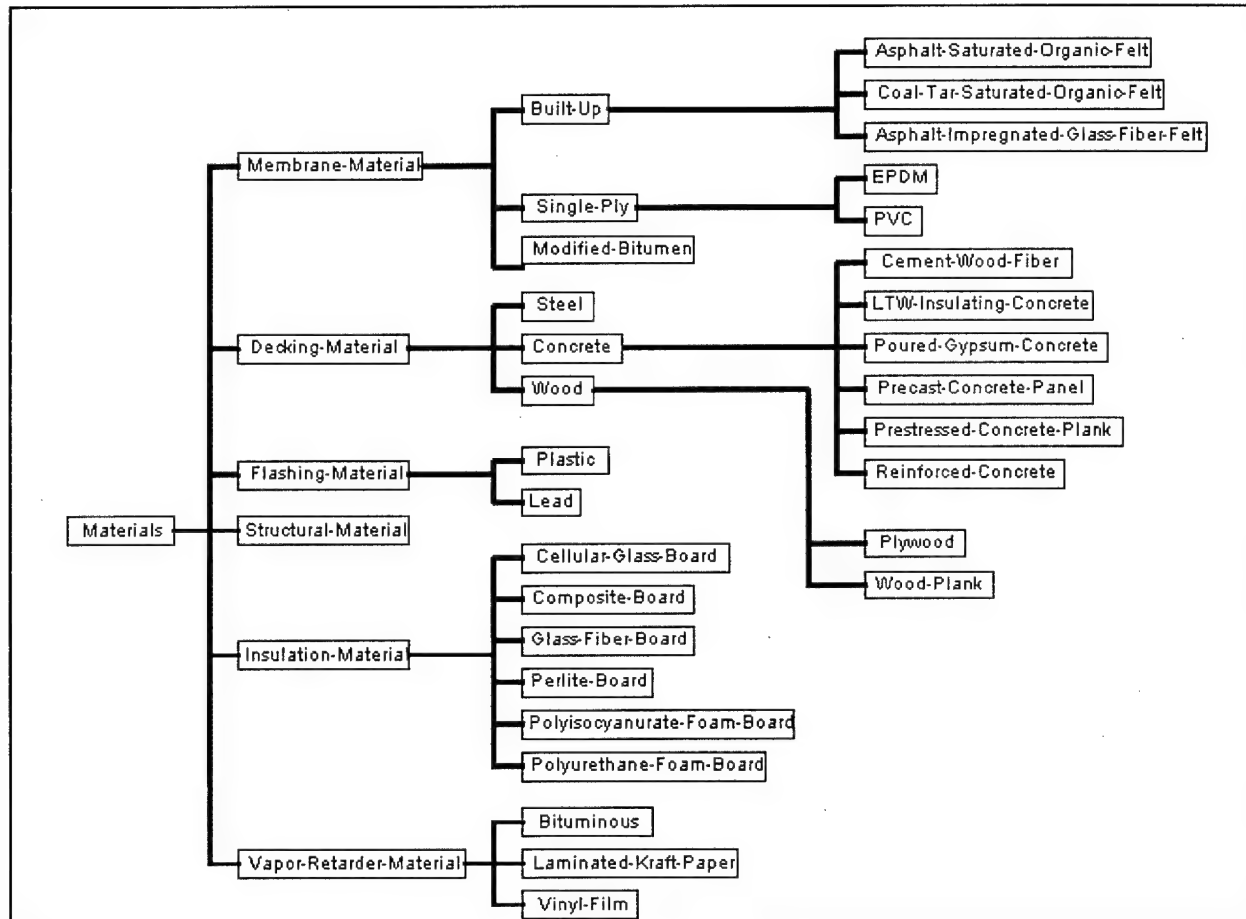 Materials
Membrane-Material
Built-Up
Asphalt-Saturated-Organic-Felt
Coal-Tar-Saturated-Organic-Felt
Asphalt-Impregnated-Glass-Fiber-Felt
Single-Ply
EPDM
PVC
Modified-Bitumen
Decking-Material
Steel
Concrete
Cement-Wood-Fiber
LTW-Insulating-Concrete
Poured-Gypsum-Concrete
Precast-Concrete-Panel
Prestressed-Concrete-Plank
Reinforced-Concrete
Wood
Plywood
Wood-Plank
Flashing-Material
Plastic
Lead
Structural-Material
Insulation-Material
Cellular-Glass-Board
Composite-Board
Glass-Fiber-Board
Perlite-Board
Polyisocyanurate-Foam-Board
Polyurethane-Foam-Board
Vapor-Retarder-Material
Bituminous
Laminated-Kraft-Paper
Vinyl-Film